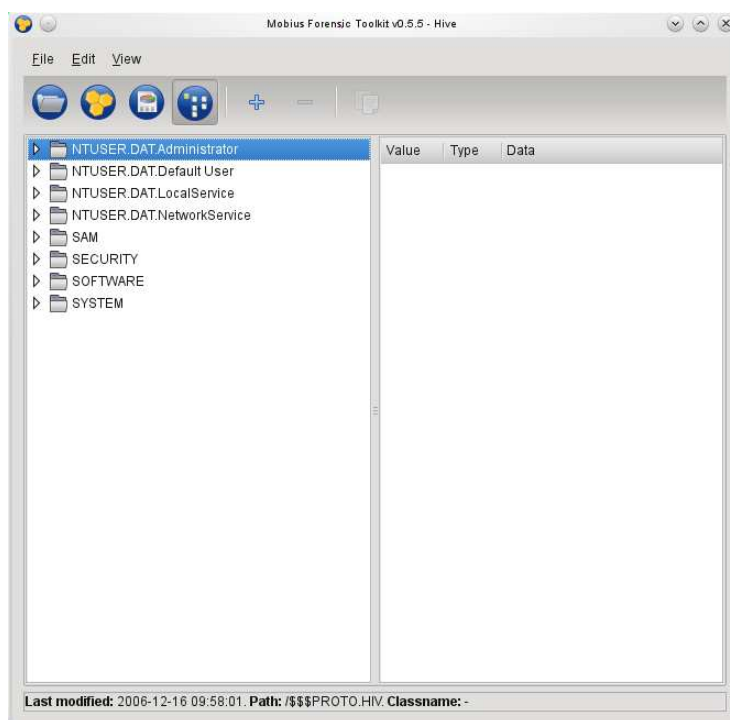 Mobius Forensic Toolkit v0.5.5 - Hive
File Edit View
Value Type Data
NTUSER.DAT.Administrator
NTUSER.DAT.Default User
NTUSER.DAT.LocalService
NTUSER.DAT.NetworkService
SAM
SECURITY
SOFTWARE
SYSTEM
Last modified: 2006-12-16 09:58:01. Path: /$$$PROTO.HIV. Classname: -